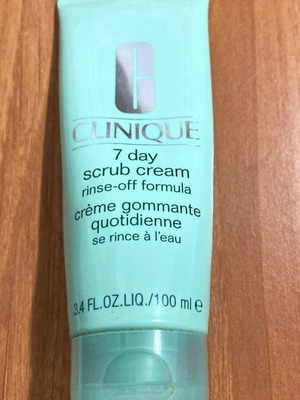 CLINIQUE
7 day
scrub cream
rinse-off formula
crème gommante
quotidienne
se rince à l'eau
3.4 FL.OZ.LIQ./100 ml ℮